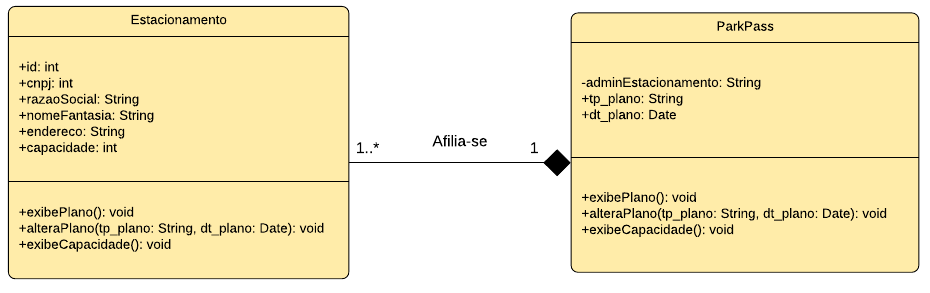 Estacionamento
+id: int
+cnpj: int
+razaoSocial: String
+nomeFantasia: String
+endereco: String
+capacidade: int
+exibePlano(): void
+alteraPlano(tp_plano: String, dt_plano: Date): void
+exibeCapacidade(): void
1..*
Afilia-se
1
ParkPass
-adminEstacionamento: String
+tp_plano: String
+dt_plano: Date
+exibePlano(): void
+alteraPlano(tp_plano: String, dt_plano: Date): void
+exibeCapacidade(): void